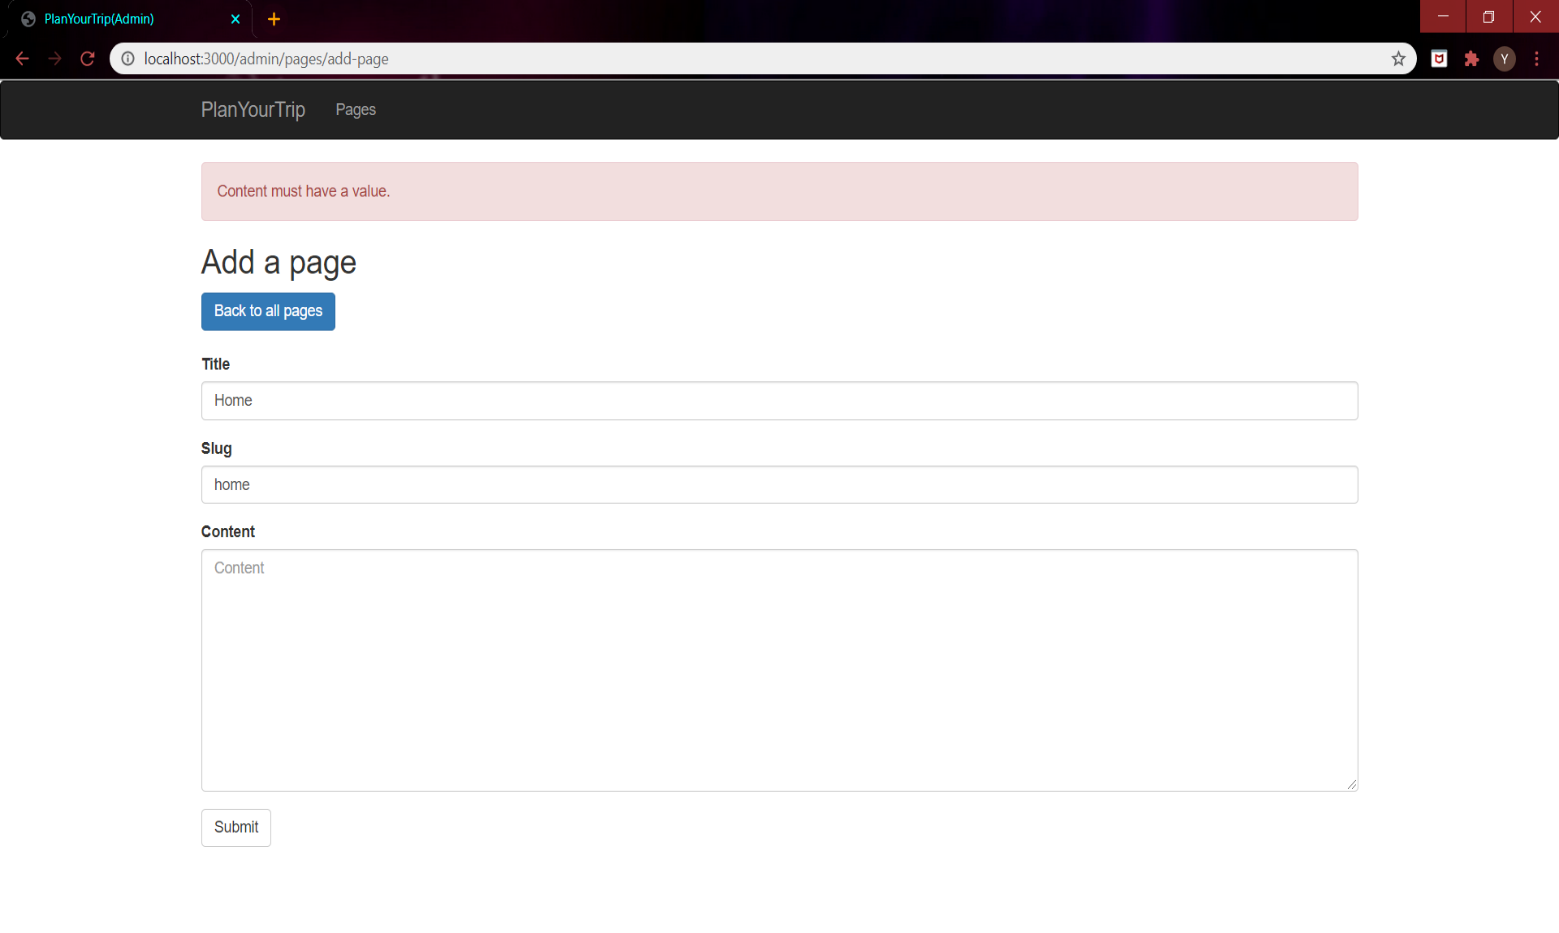 PlanYourTrip(Admin)
localhost:3000/admin/pages/add-page
Y
PlanYourTrip Pages
Content must have a value.
Add a page
Back to all pages
Title
Home
Slug
home
Content
Content
Submit